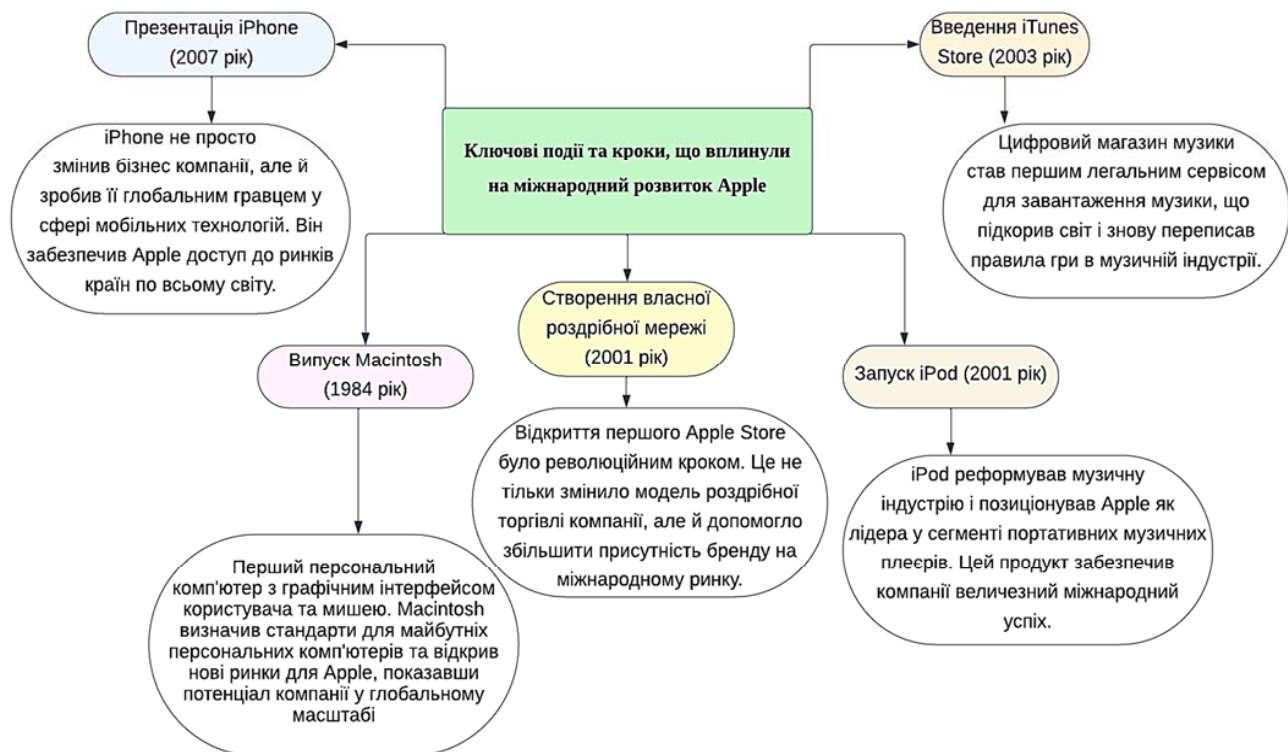 Презентація iPhone
(2007 рік)
Введення iTunes
Store (2003 рік)
Ключові події та кроки, що вплинули
на міжнародний розвиток Apple
iPhone не просто
змінив бізнес компанії, але й
зробив її глобальним гравцем у
сфері мобільних технологій. Він
забезпечив Apple доступ до ринків
країн по всьому світу.
Цифровий магазин музики
став першим легальним сервісом
для завантаження музики, що
підкорив світ і знову переписав
правила гри в музичній індустрії.
Випуск Macintosh
(1984 рік)
Створення власної
роздрібної мережі
(2001 рік)
Запуск iPod (2001 рік)
Перший персональний
комп'ютер з графічним інтерфейсом
користувача та мишею. Macintosh
визначив стандарти для майбутніх
персональних комп'ютерів та відкрив
нові ринки для Apple, показавши
потенціал компанії у глобальному
масштабі
Відкриття першого Apple Store
було революційним кроком. Це не
тільки змінило модель роздрібної
торгівлі компанії, але й допомогло
збільшити присутність бренду на
міжнародному ринку.
iPod реформував музичну
індустрію і позиціонував Apple як
лідера у сегменті портативних музичних
плеєрів. Цей продукт забезпечив
компанії величезний міжнародний
успіх.